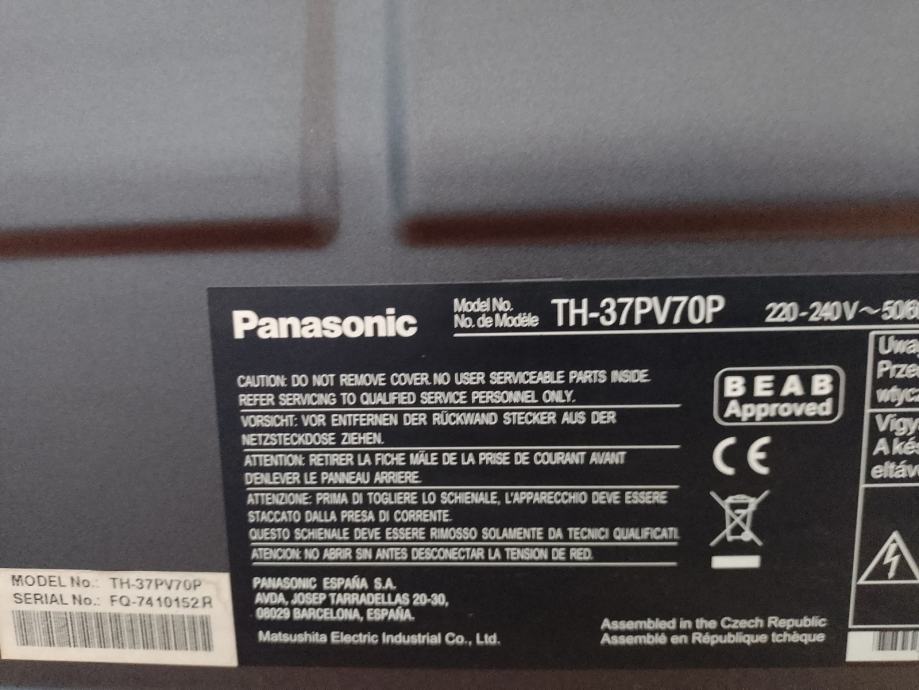 Panasonic
Model No.
No. de Modèle
TH-37PV70P
220-240V~50/6
CAUTION: DO NOT REMOVE COVER. NO USER SERVICEABLE PARTS INSIDE.
REFER SERVICING TO QUALIFIED SERVICE PERSONNEL ONLY.
VORSICHT: VOR ENTFERNEN DER RÜCKWAND STECKER AUS DER
NETZSTECKDOSE ZIEHEN.
ATTENTION: RETIRER LA FICHE MÂLE DE LA PRISE DE COURANT AVANT
D'ENLEVER LE PANNEAU ARRIERE.
ATTENZIONE: PRIMA DI TOGLIERE LO SCHIENALE, L'APPARECCHIO DEVE ESSERE
STACCATO DALLA PRESA DI CORRENTE.
QUESTO SCHIENALE DEVE ESSERE RIMOSSO SOLAMENTE DA TECNICI QUALIFICATI.
ATENCION: NO ABRIR SIN ANTES DESCONECTAR LA TENSION DE RED.
PANASONIC ESPAÑA S.A.
AVDA, JOSEP TARRADELLAS 20-30,
08029 BARCELONA, ESPAÑA.
Matsushita Electric Industrial Co., Ltd.
BEAB
Approved
CE
Assembled in the Czech Republic
Assemblé en République tchèque
Uwa
Prze
wtyc
Vigy
A kés
eltáv
MODEL No.: TH-37PV70P
SERIAL No.: FQ-7410152R